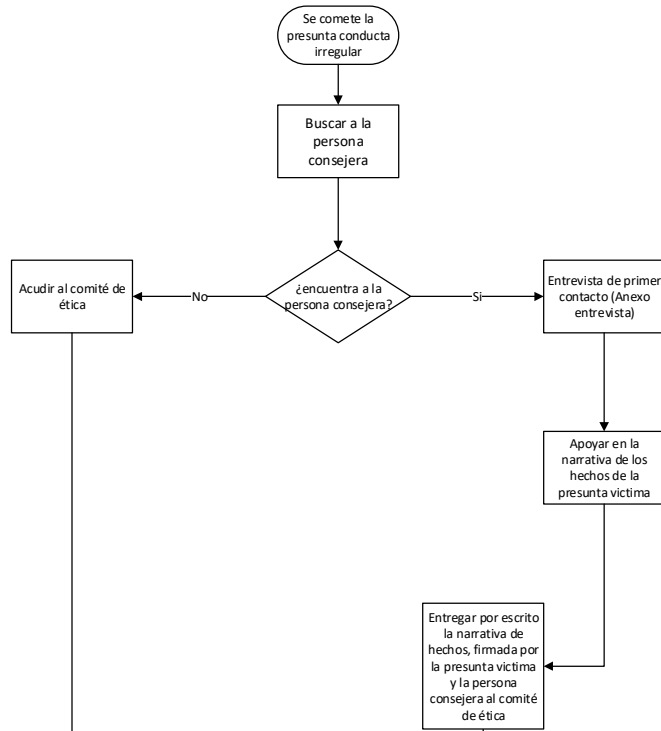 Se comete la
presunta conducta
irregular
Buscar a la
persona
consejera
¿encuentra a la
persona consejera?
No
Si
Acudir al comité de
ética
Entrevista de primer
contacto (Anexo
entrevista)
Apoyar en la
narrativa de los
hechos de la
presunta victima
Entregar por escrito
la narrativa de
hechos, firmada por
la presunta victima
y la persona
consejera al comité
de ética